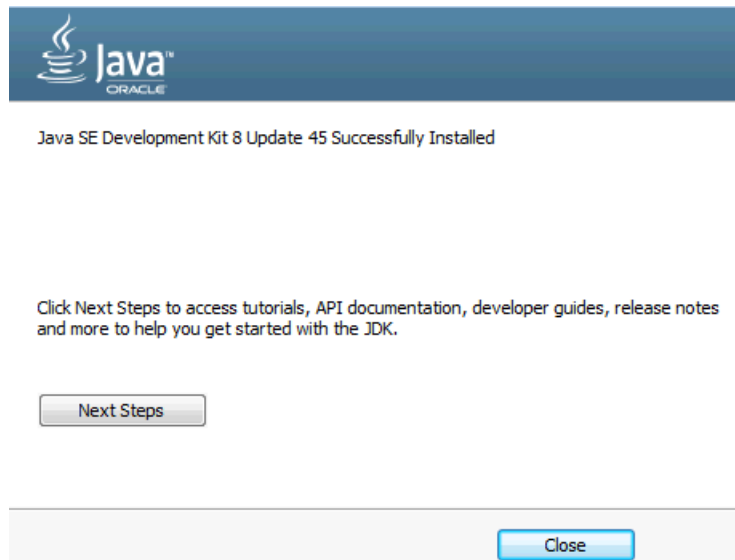 Java™
ORACLE
Java SE Development Kit 8 Update 45 Successfully Installed
Click Next Steps to access tutorials, API documentation, developer guides, release notes
and more to help you get started with the JDK.
Next Steps
Close